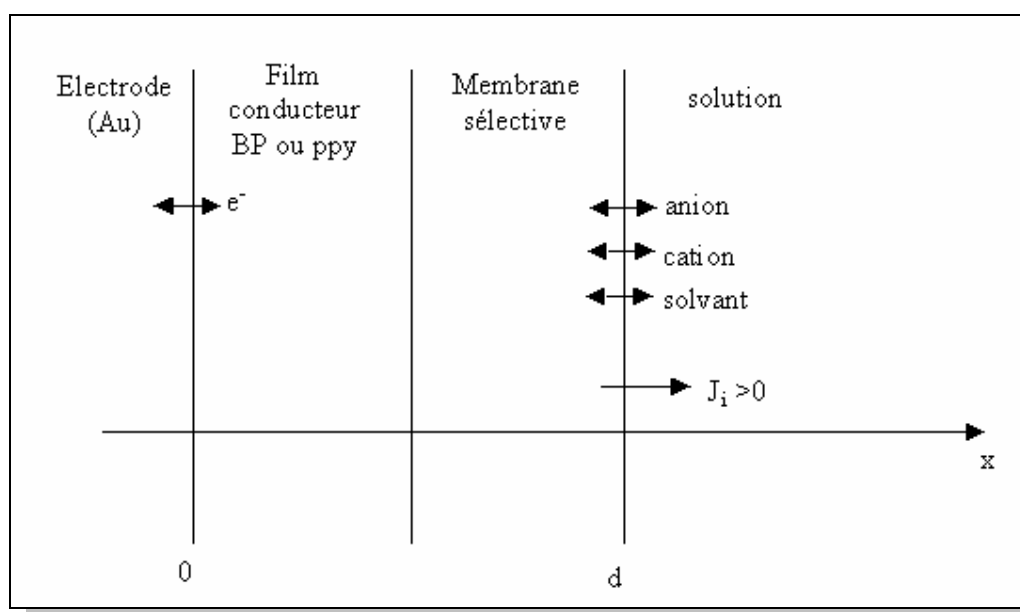 Electrode
(Au)
Film
conducteur
BP ou ppy
Membrane
sélective
solution
e-
anion
cation
solvant
Ji >0
x
0
d